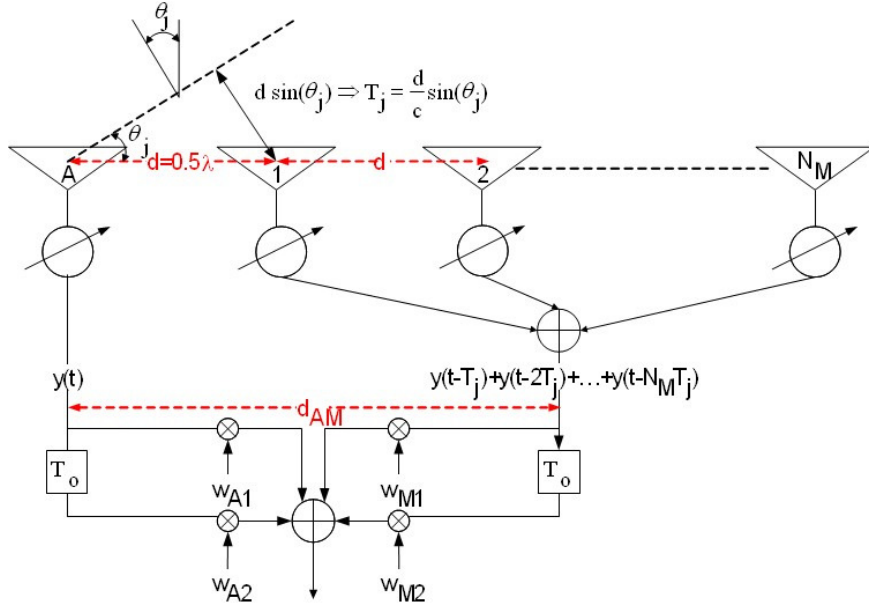 θj
d sin(θj) ⇒ Tj = d/c sin(θj)
θj
A
d=0.5λ
1
d
2
NM
y(t)
y(t-Tj)+y(t-2Tj)+...+y(t-NMTj)
dAM
To
To
wA1
wM1
wA2
wM2